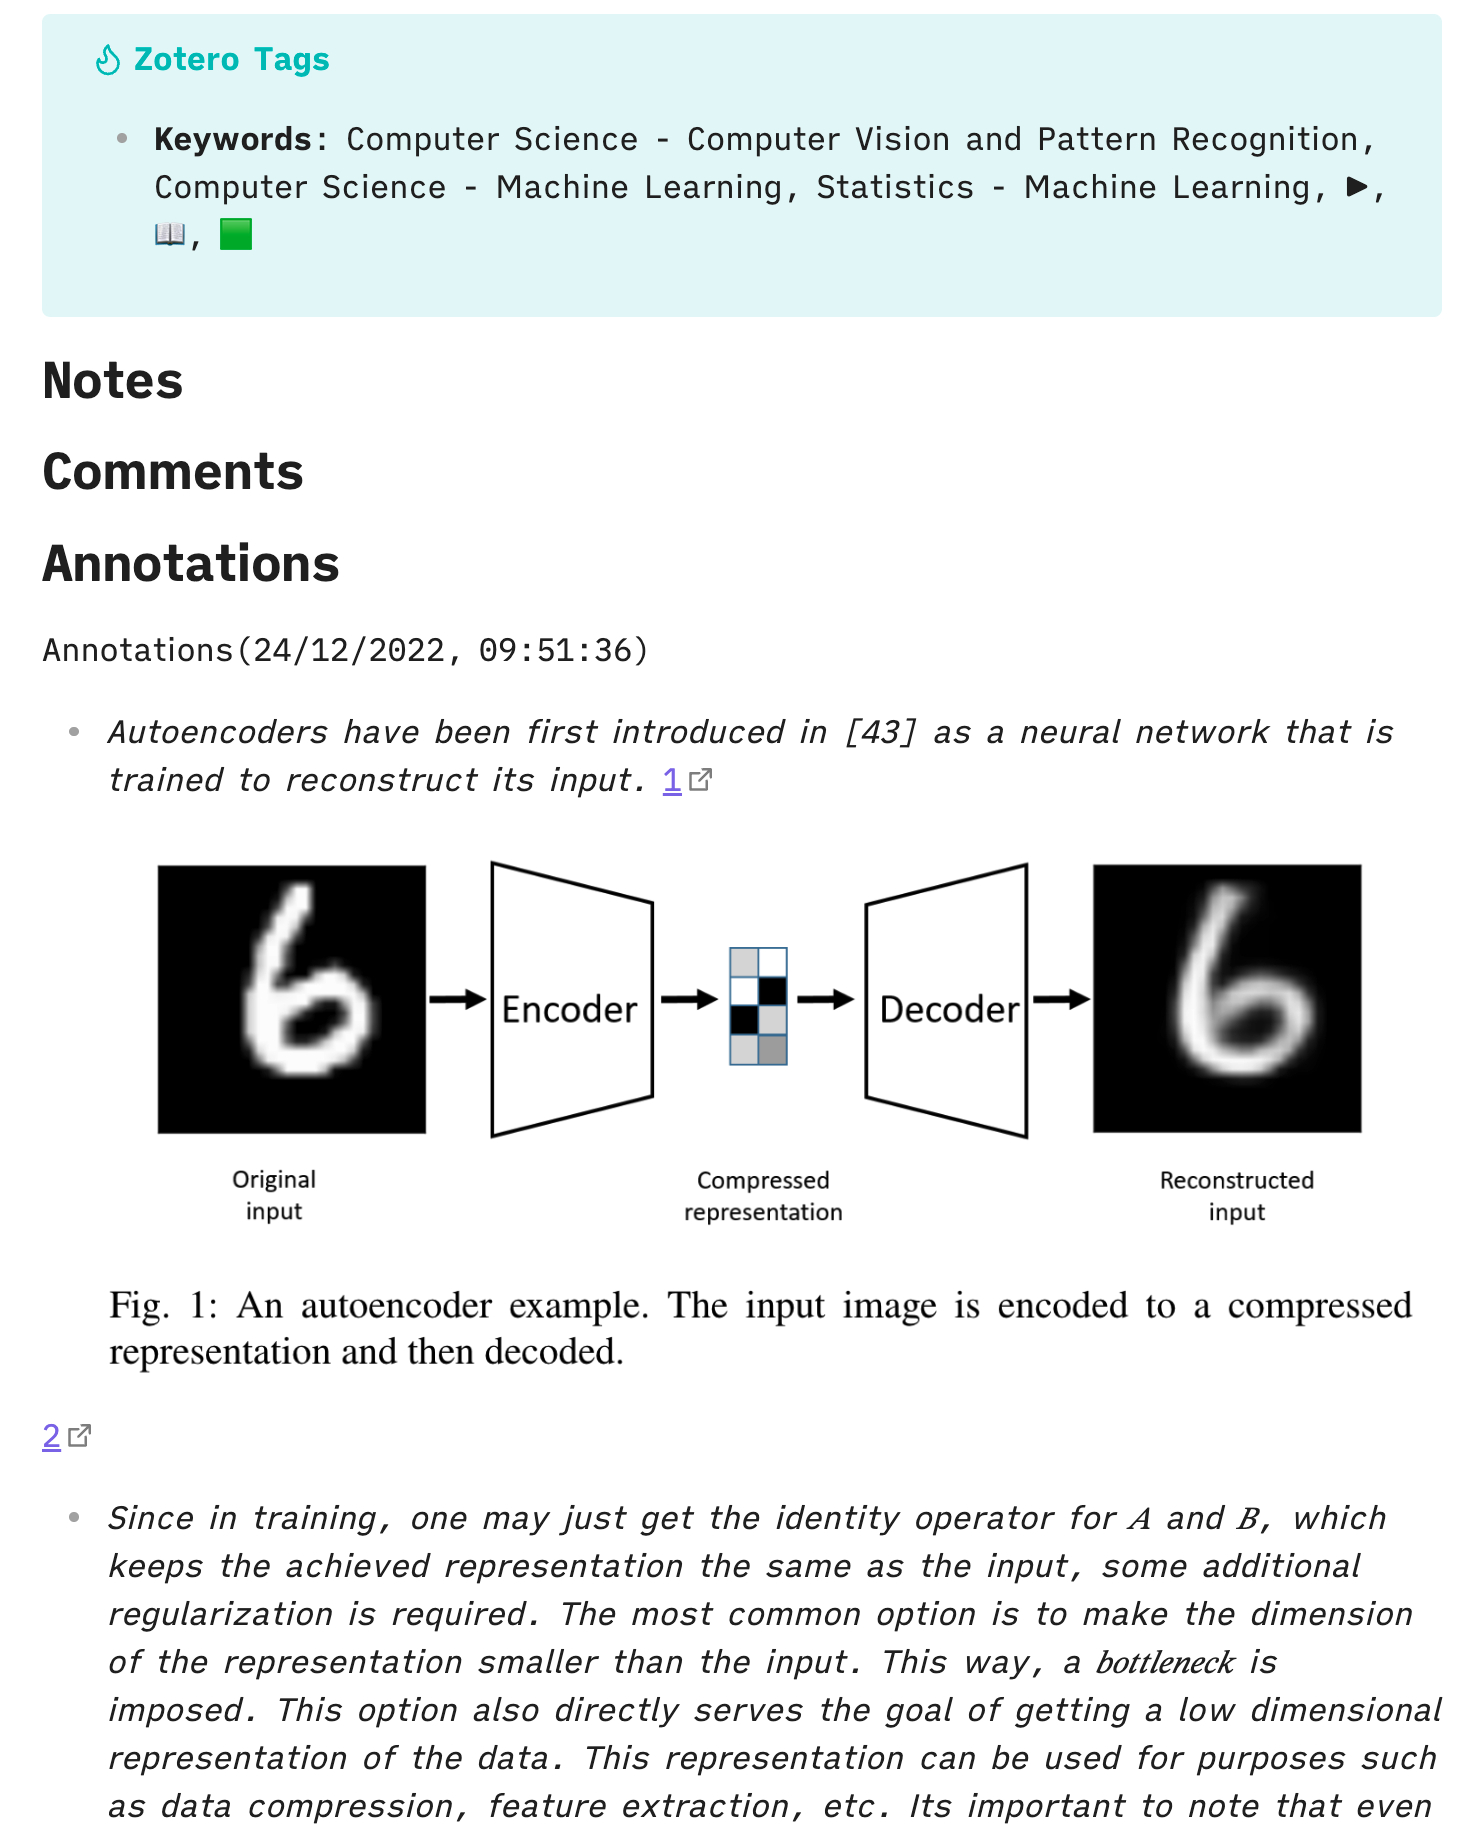 Zotero Tags
Keywords: Computer Science - Computer Vision and Pattern Recognition,
Computer Science - Machine Learning, Statistics - Machine Learning, ▶,
📖, 🟩
Notes
Comments
Annotations
Annotations(24/12/2022, 09:51:36)
Autoencoders have been first introduced in [43] as a neural network that is
trained to reconstruct its input. 1
Encoder
Decoder
Original
input
Compressed
representation
Reconstructed
input
Fig. 1: An autoencoder example. The input image is encoded to a compressed
representation and then decoded.
2
Since in training, one may just get the identity operator for 𝐴 and 𝐵, which
keeps the achieved representation the same as the input, some additional
regularization is required. The most common option is to make the dimension
of the representation smaller than the input. This way, a 𝑏𝑜𝑡𝑡𝑙𝑒𝑛𝑒𝑐𝑘 is
imposed. This option also directly serves the goal of getting a low dimensional
representation of the data. This representation can be used for purposes such
as data compression, feature extraction, etc. Its important to note that even